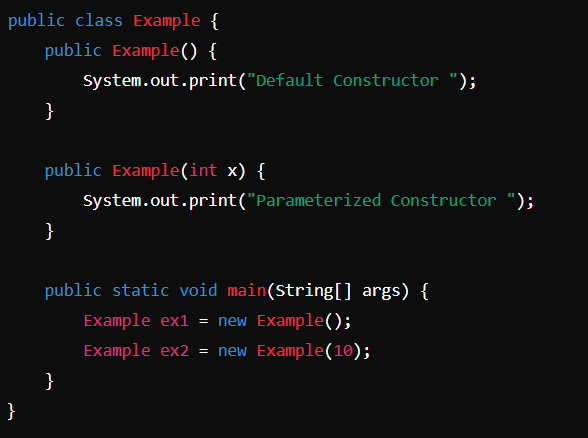 public class Example {
    public Example() {
        System.out.print("Default Constructor ");
    }

    public Example(int x) {
        System.out.print("Parameterized Constructor ");
    }

    public static void main(String[] args) {
        Example ex1 = new Example();
        Example ex2 = new Example(10);
    }
}